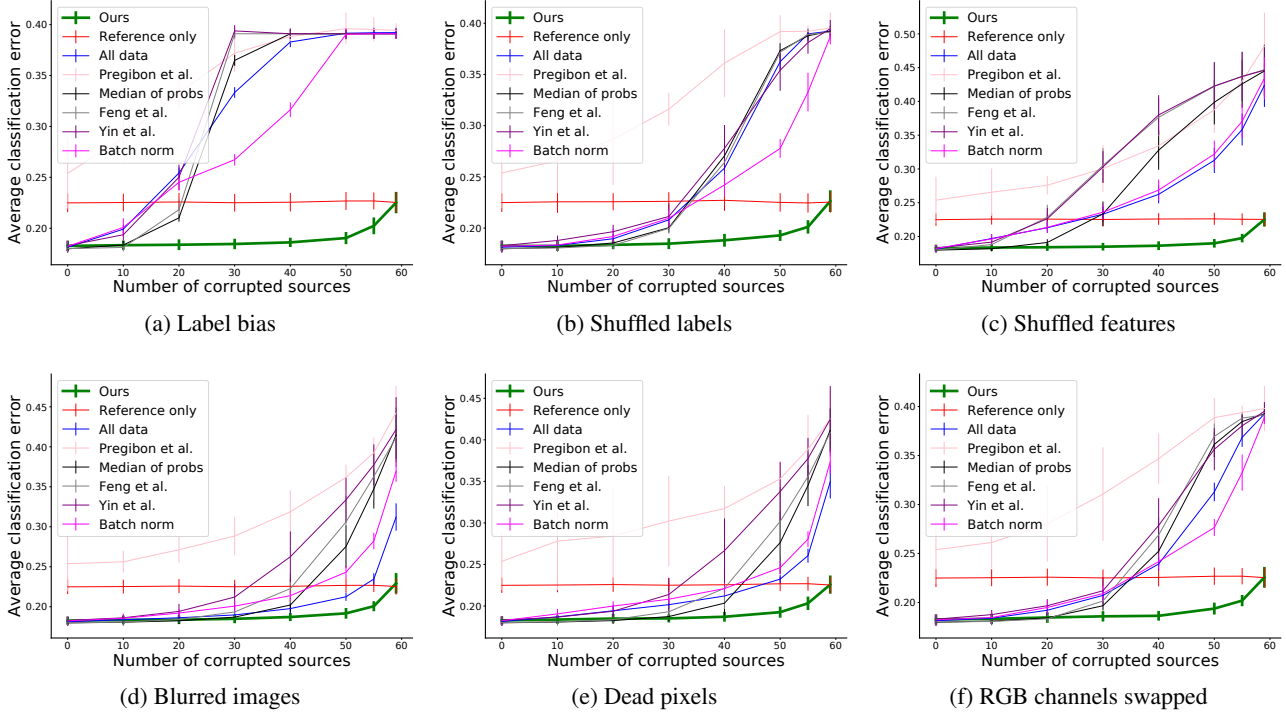 Average classification error
0.40
0.35
0.30
0.25
0.20
Ours
Reference only
All data
Pregibon et al.
Median of probs
Feng et al.
Yin et al.
Batch norm
0 10 20 30 40 50 60
Number of corrupted sources
(a) Label bias
Average classification error
0.40
0.35
0.30
0.25
0.20
Ours
Reference only
All data
Pregibon et al.
Median of probs
Feng et al.
Yin et al.
Batch norm
0 10 20 30 40 50 60
Number of corrupted sources
(b) Shuffled labels
Average classification error
0.50
0.45
0.40
0.35
0.30
0.25
0.20
Ours
Reference only
All data
Pregibon et al.
Median of probs
Feng et al.
Yin et al.
Batch norm
0 10 20 30 40 50 60
Number of corrupted sources
(c) Shuffled features
Average classification error
0.45
0.40
0.35
0.30
0.25
0.20
Ours
Reference only
All data
Pregibon et al.
Median of probs
Feng et al.
Yin et al.
Batch norm
0 10 20 30 40 50 60
Number of corrupted sources
(d) Blurred images
Average classification error
0.45
0.40
0.35
0.30
0.25
0.20
Ours
Reference only
All data
Pregibon et al.
Median of probs
Feng et al.
Yin et al.
Batch norm
0 10 20 30 40 50 60
Number of corrupted sources
(e) Dead pixels
Average classification error
0.40
0.35
0.30
0.25
0.20
Ours
Reference only
All data
Pregibon et al.
Median of probs
Feng et al.
Yin et al.
Batch norm
0 10 20 30 40 50 60
Number of corrupted sources
(f) RGB channels swapped